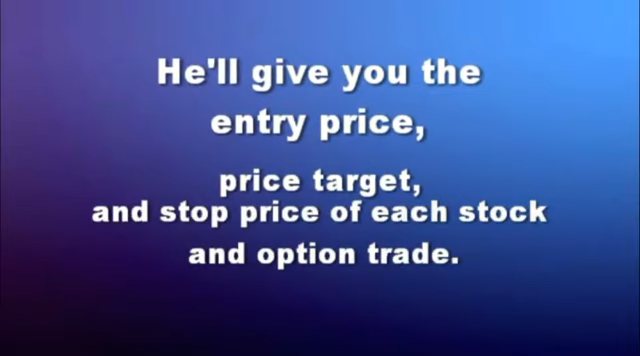 He'll give you the
entry price,
price target,
and stop price of each stock
and option trade.